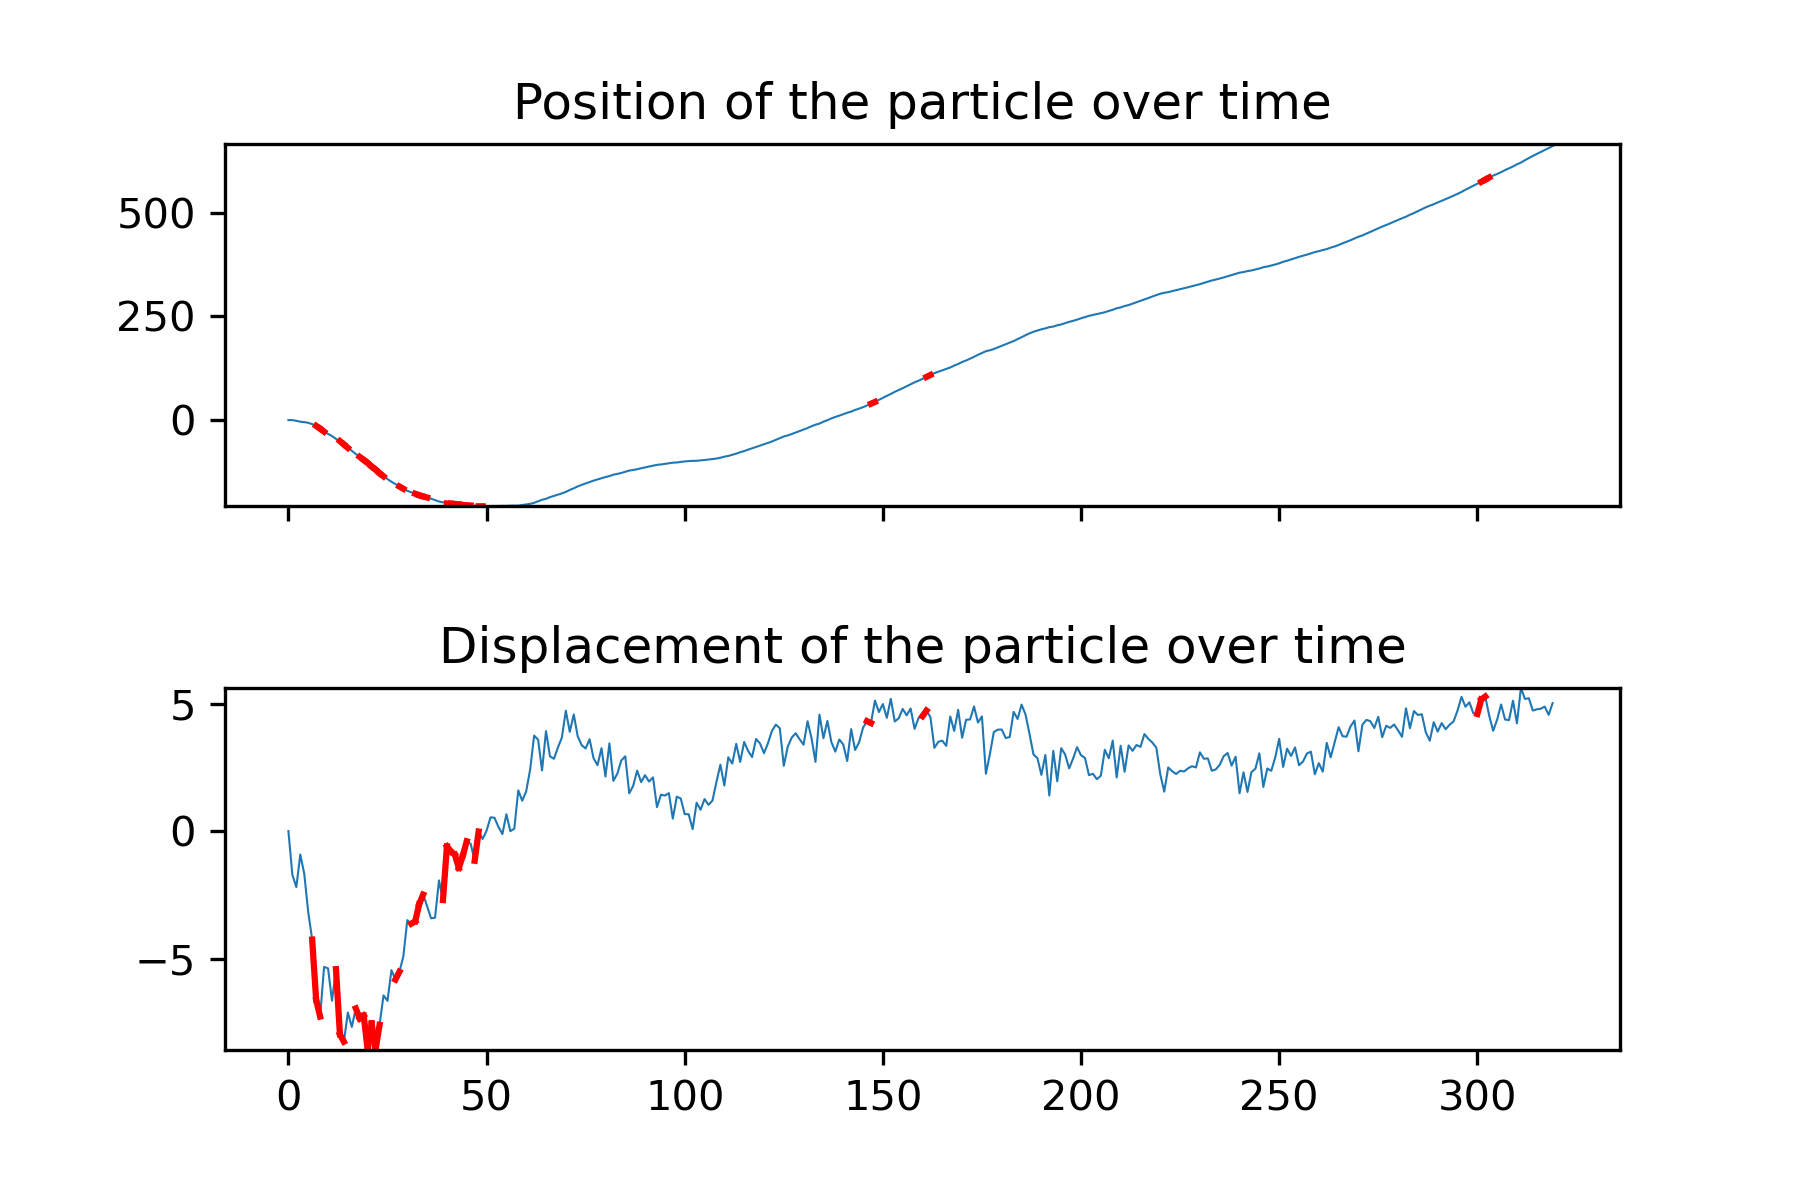 Position of the particle over time
500
250
0
Displacement of the particle over time
5
0
−5
0 50 100 150 200 250 300